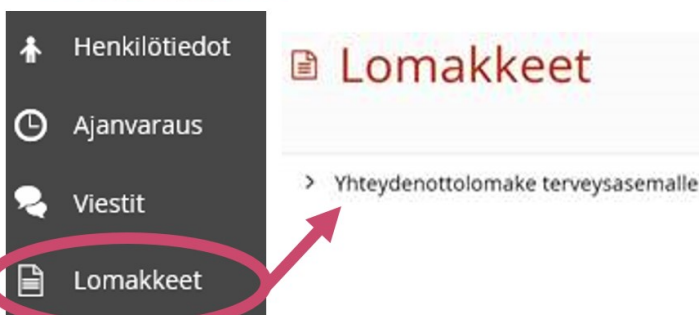 Henkilötiedot
Ajanvaraus
Viestit
Lomakkeet
Lomakkeet
Yhteydenottolomake terveysasemalle